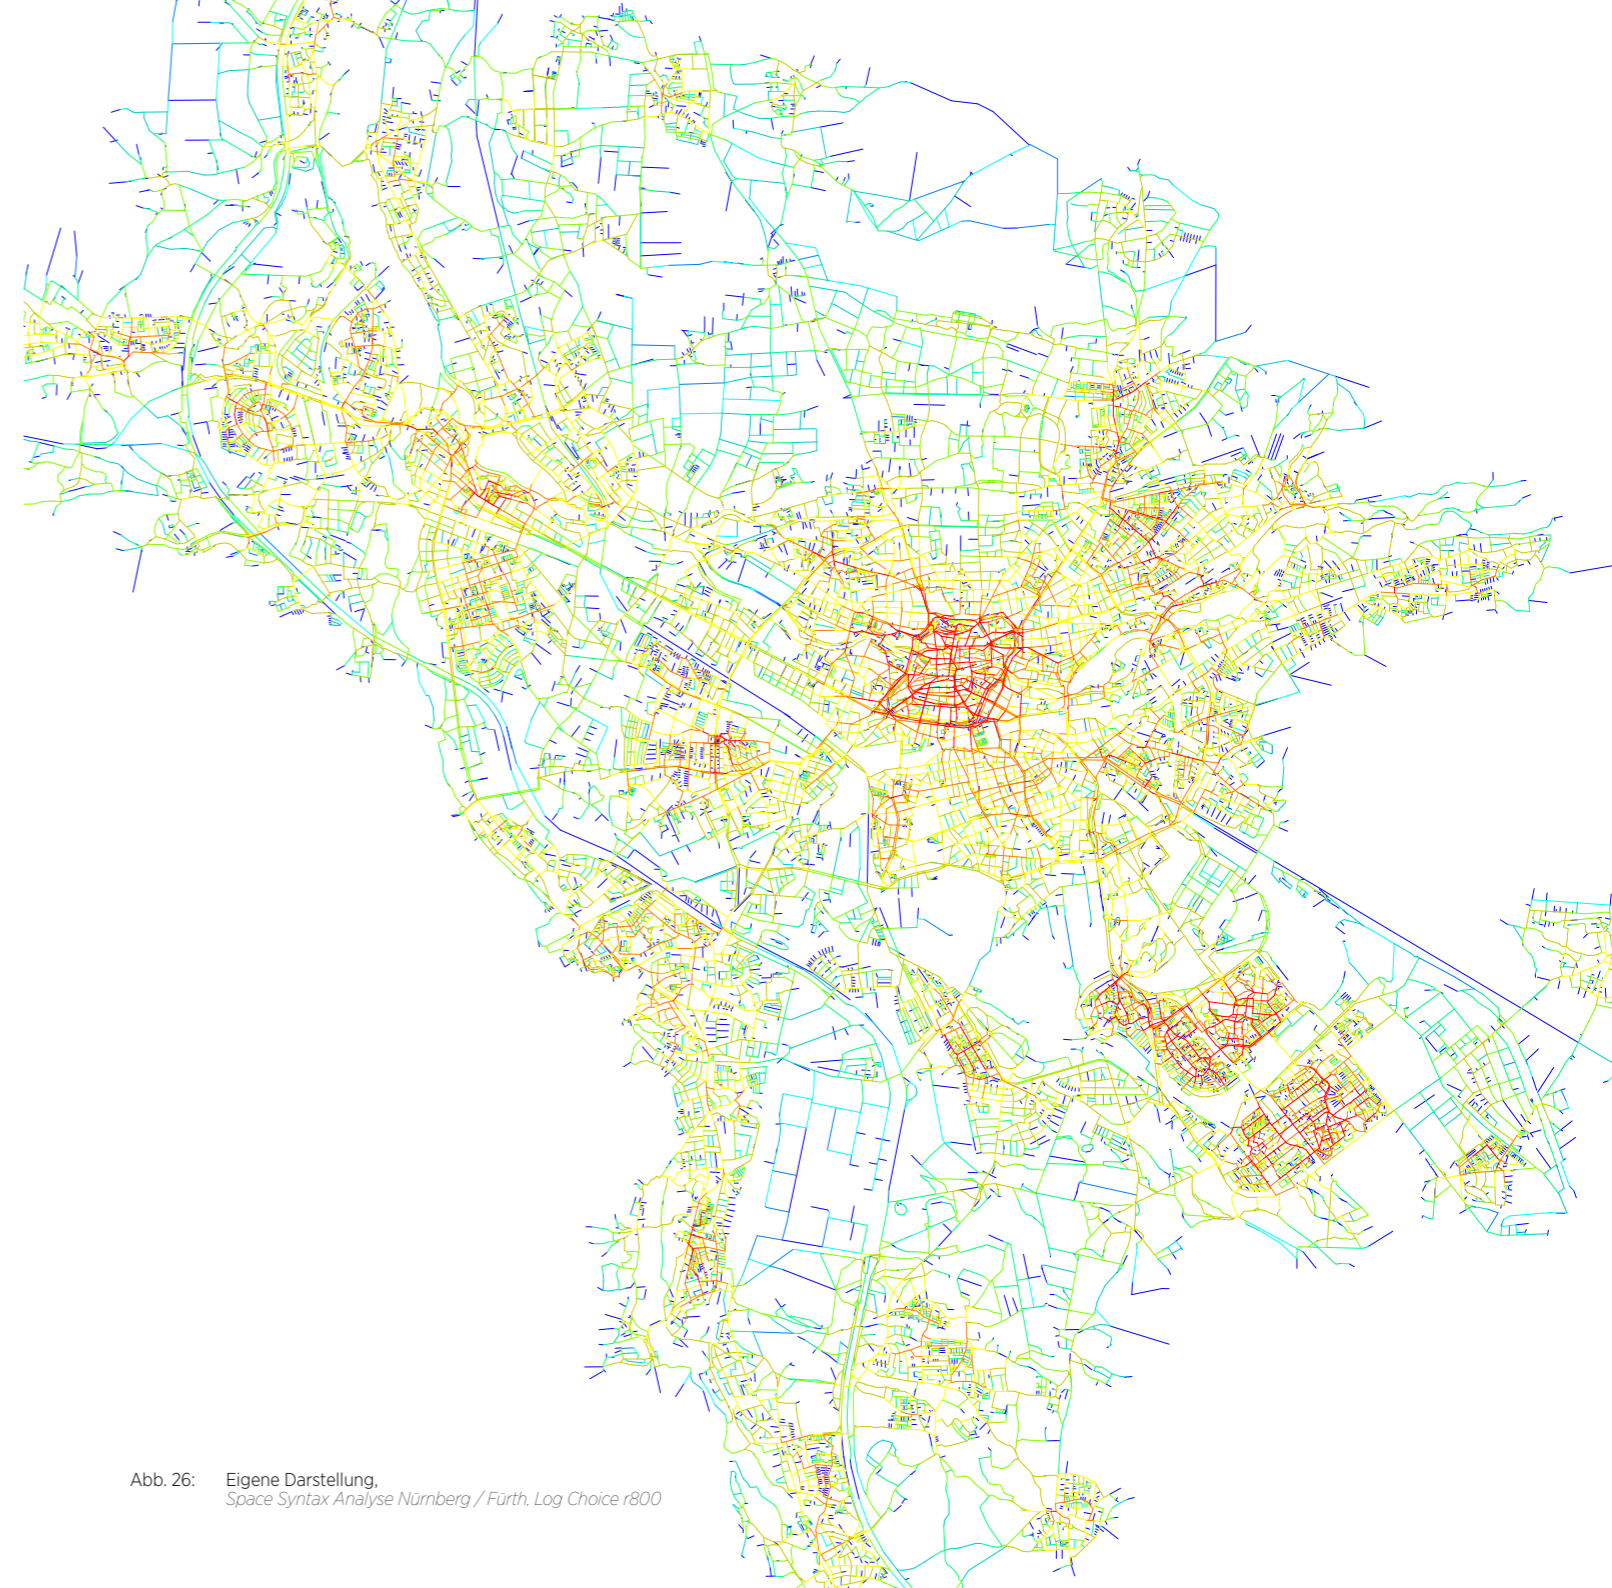 Abb. 26: Eigene Darstellung,
Space Syntax Analyse Nürnberg / Fürth, Log Choice r800